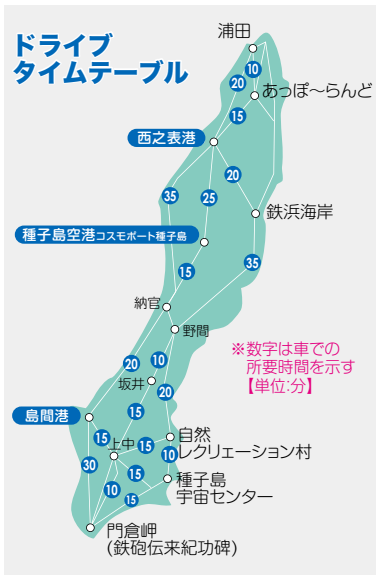 ドライブ
タイムテーブル
浦田
10
20
あっぽ～らんど
15
西之表港
20
35
25
鉄浜海岸
種子島空港コスモポート種子島
35
15
納官
野間
※数字は車での
所要時間を示す
【単位:分】
20
10
坂井
20
島間港
15
15
上中
15
自然
レクリェーション村
30
10
15
10
種子島
宇宙センター
15
門倉岬
(鉄砲伝来紀功碑)